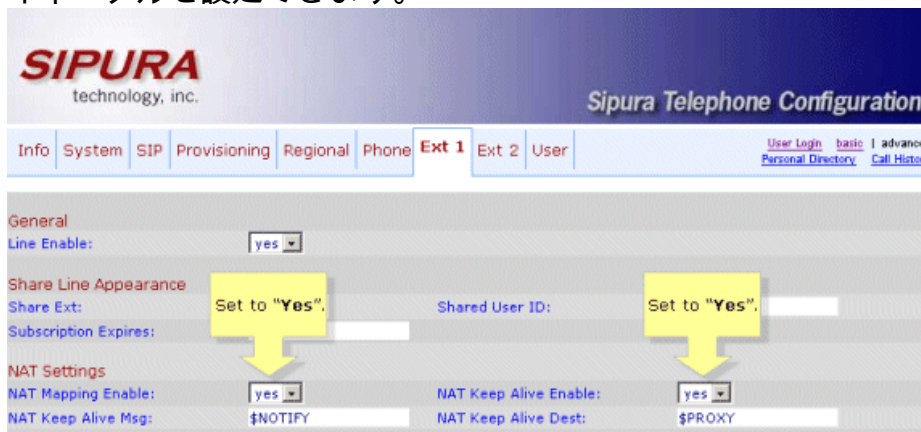 SIPURA
technology, inc.
Sipura Telephone Configuration
Info System SIP Provisioning Regional Phone Ext 1 Ext 2 User
User Login basic | advance
Personal Directory Call Histo
General
Line Enable: yes
Share Line Appearance
Share Ext: Set to "Yes". Shared User ID: Set to "Yes".
Subscription Expires:
NAT Settings
NAT Mapping Enable: yes NAT Keep Alive Enable: yes
NAT Keep Alive Msg: $NOTIFY NAT Keep Alive Dest: $PROXY